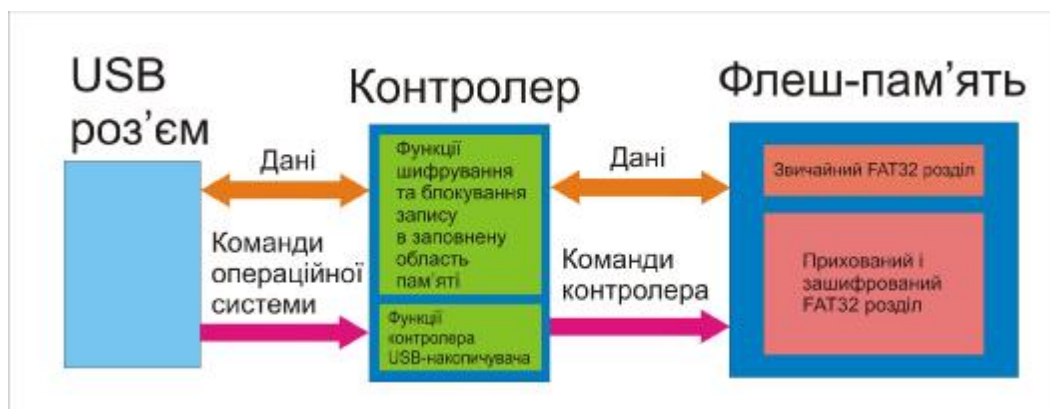 USB
роз’єм
Контролер
Флеш-пам’ять
Дані
Команди
операційної
системи
Функції
шифрування
та блокування
запису
в заповнену
область
пам’яті
Функції
контролера
USB-накопичувача
Дані
Команди
контролера
Звичайний FAT32 розділ
Прихований і
зашифрований
FAT32 розділ